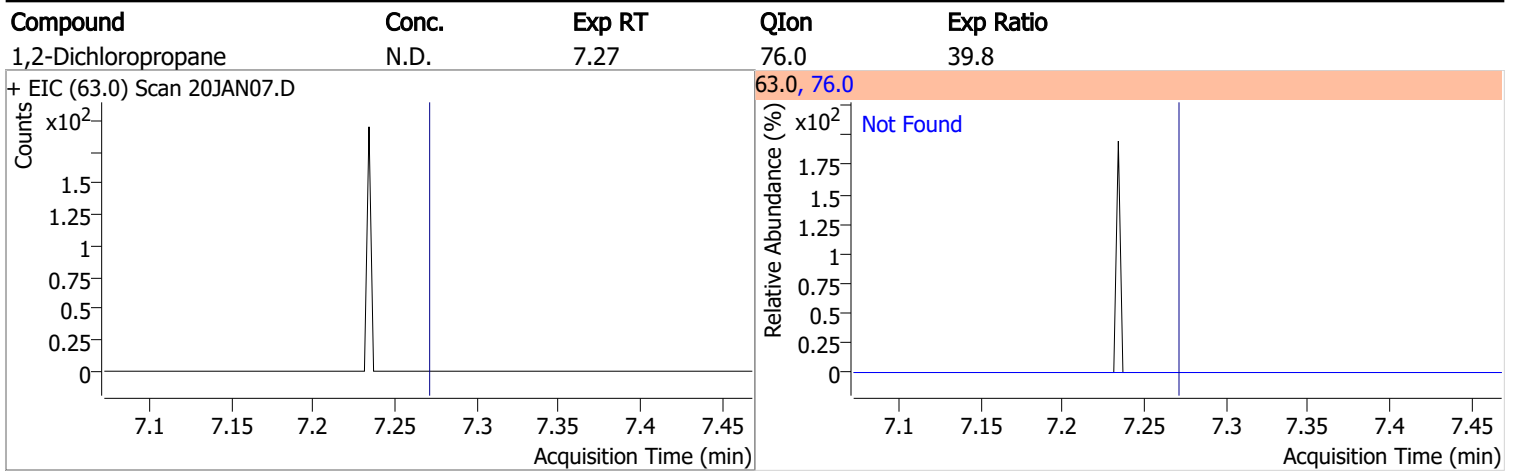 Compound Conc. Exp RT QIon Exp Ratio
1,2-Dichloropropane N.D. 7.27 76.0 39.8
+ EIC (63.0) Scan 20JAN07.D
Counts
x10²
1.5
1.25
1
0.75
0.5
0.25
0
7.1 7.15 7.2 7.25 7.3 7.35 7.4 7.45
Acquisition Time (min)
63.0, 76.0
Relative Abundance (%)
x10²
Not Found
1.75
1.5
1.25
1
0.75
0.5
0.25
0
7.1 7.15 7.2 7.25 7.3 7.35 7.4 7.45
Acquisition Time (min)